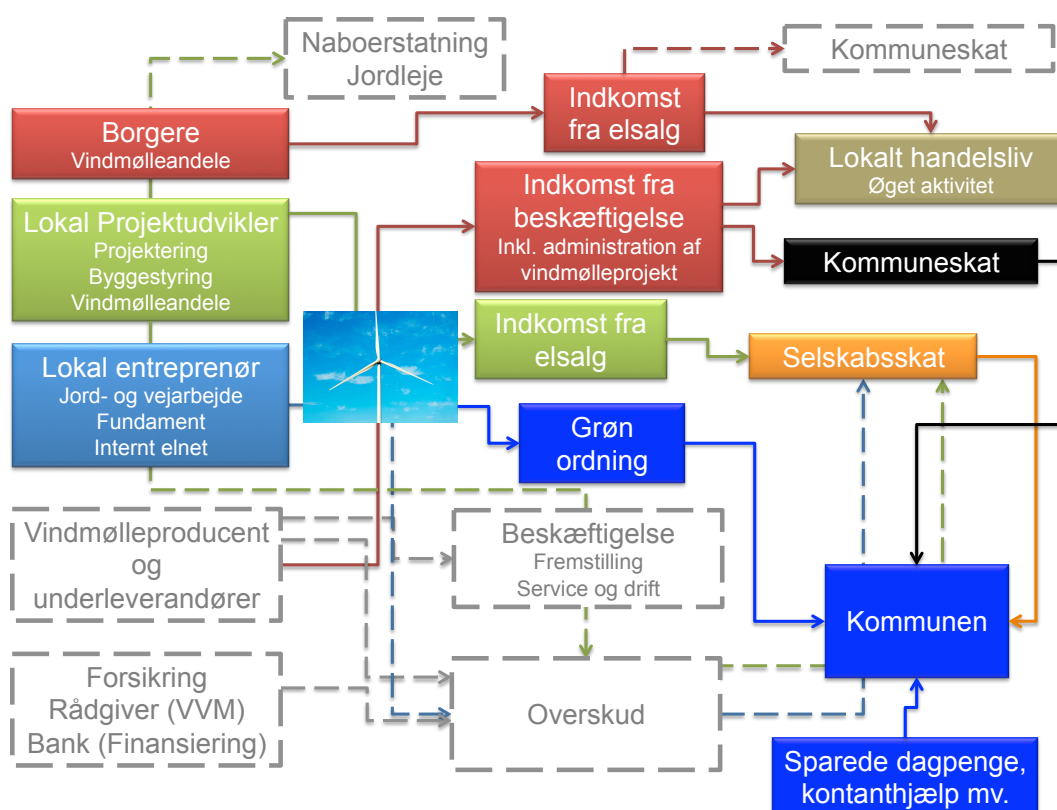 Naboerstatning
Jordleje
Kommuneskat
Indkomst
fra elsalg
Borgere
Vindmølleandele
Lokalt handelsliv
Øget aktivitet
Indkomst fra
beskæftigelse
Inkl. administration af
vindmølleprojekt
Lokal Projektudvikler
Projektering
Byggestyring
Vindmølleandele
Kommuneskat
Indkomst fra
elsalg
Selskabsskat
Lokal entreprenør
Jord- og vejarbejde
Fundament
Internt elnet
Grøn
ordning
Vindmølleproducent
og
underleverandører
Beskæftigelse
Fremstilling
Service og drift
Kommunen
Forsikring
Rådgiver (VVM)
Bank (Finansiering)
Overskud
Sparede dagpenge,
kontanthjælp mv.